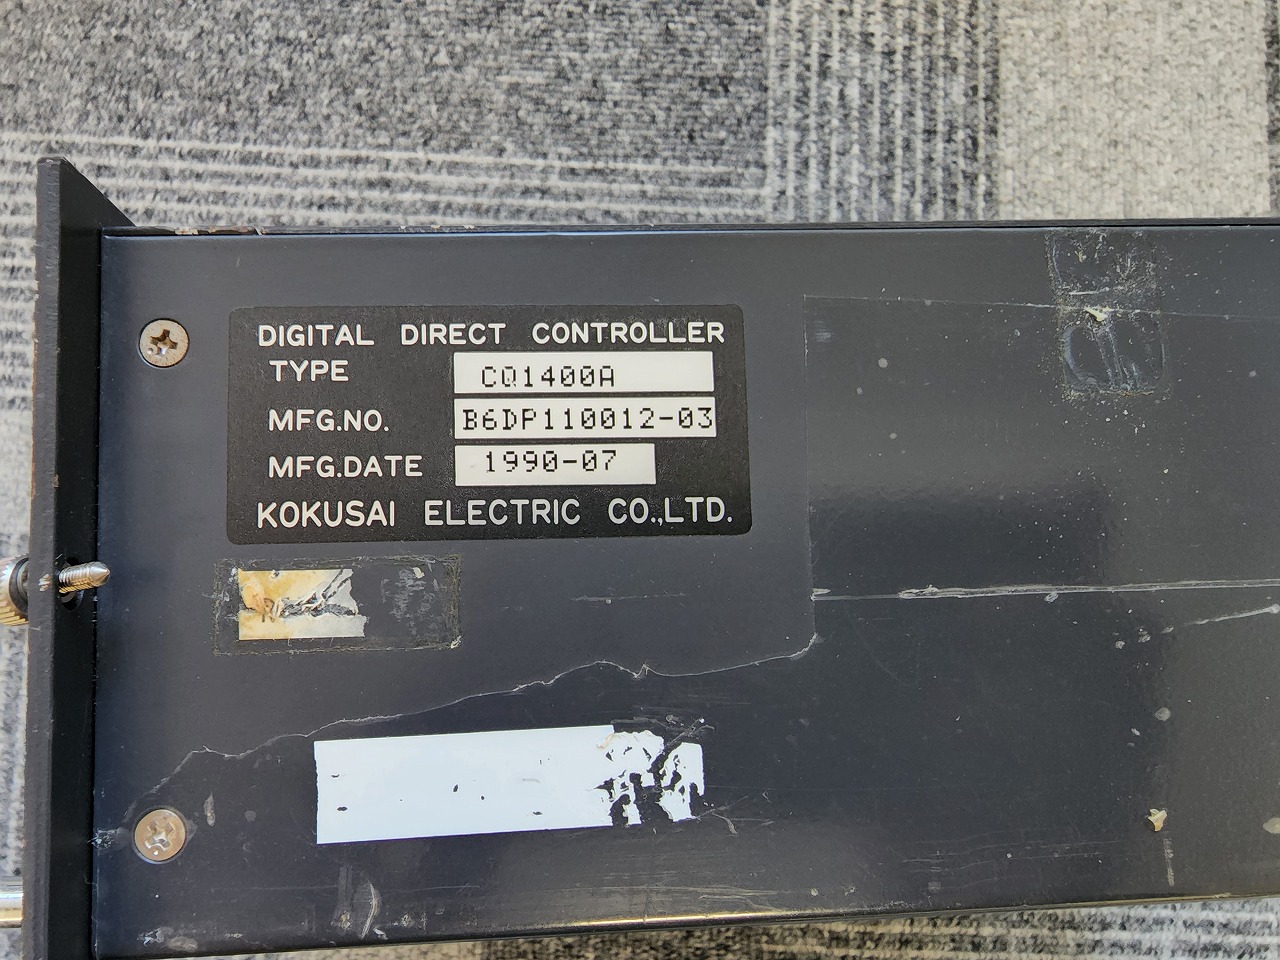 DIGITAL DIRECT CONTROLLER
TYPE CQ1400A
MFG.NO. B6DP110012-03
MFG.DATE 1990-07
KOKUSAI ELECTRIC CO.,LTD.